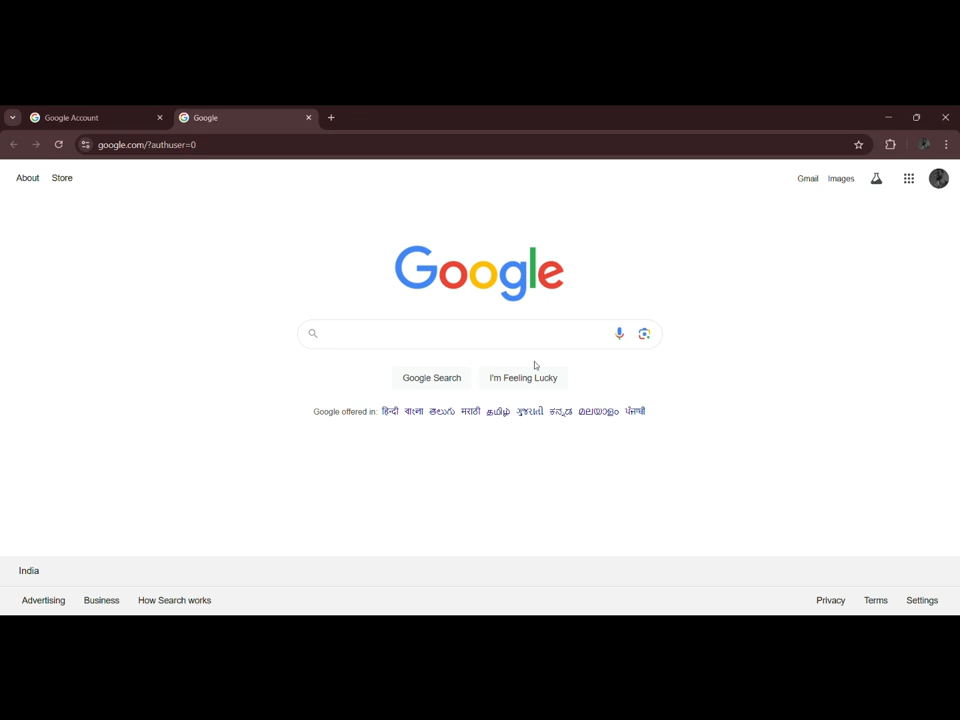 Google Account
Google
google.com/?authuser=0
About Store
Gmail Images
Google
Google Search I'm Feeling Lucky
Google offered in: हिन्दी বাংলা తెలుగు मराठी தமிழ் ગુજરાતી ಕನ್ನಡ മലയാളം ਪੰਜਾਬੀ
India
Advertising Business How Search works
Privacy Terms Settings